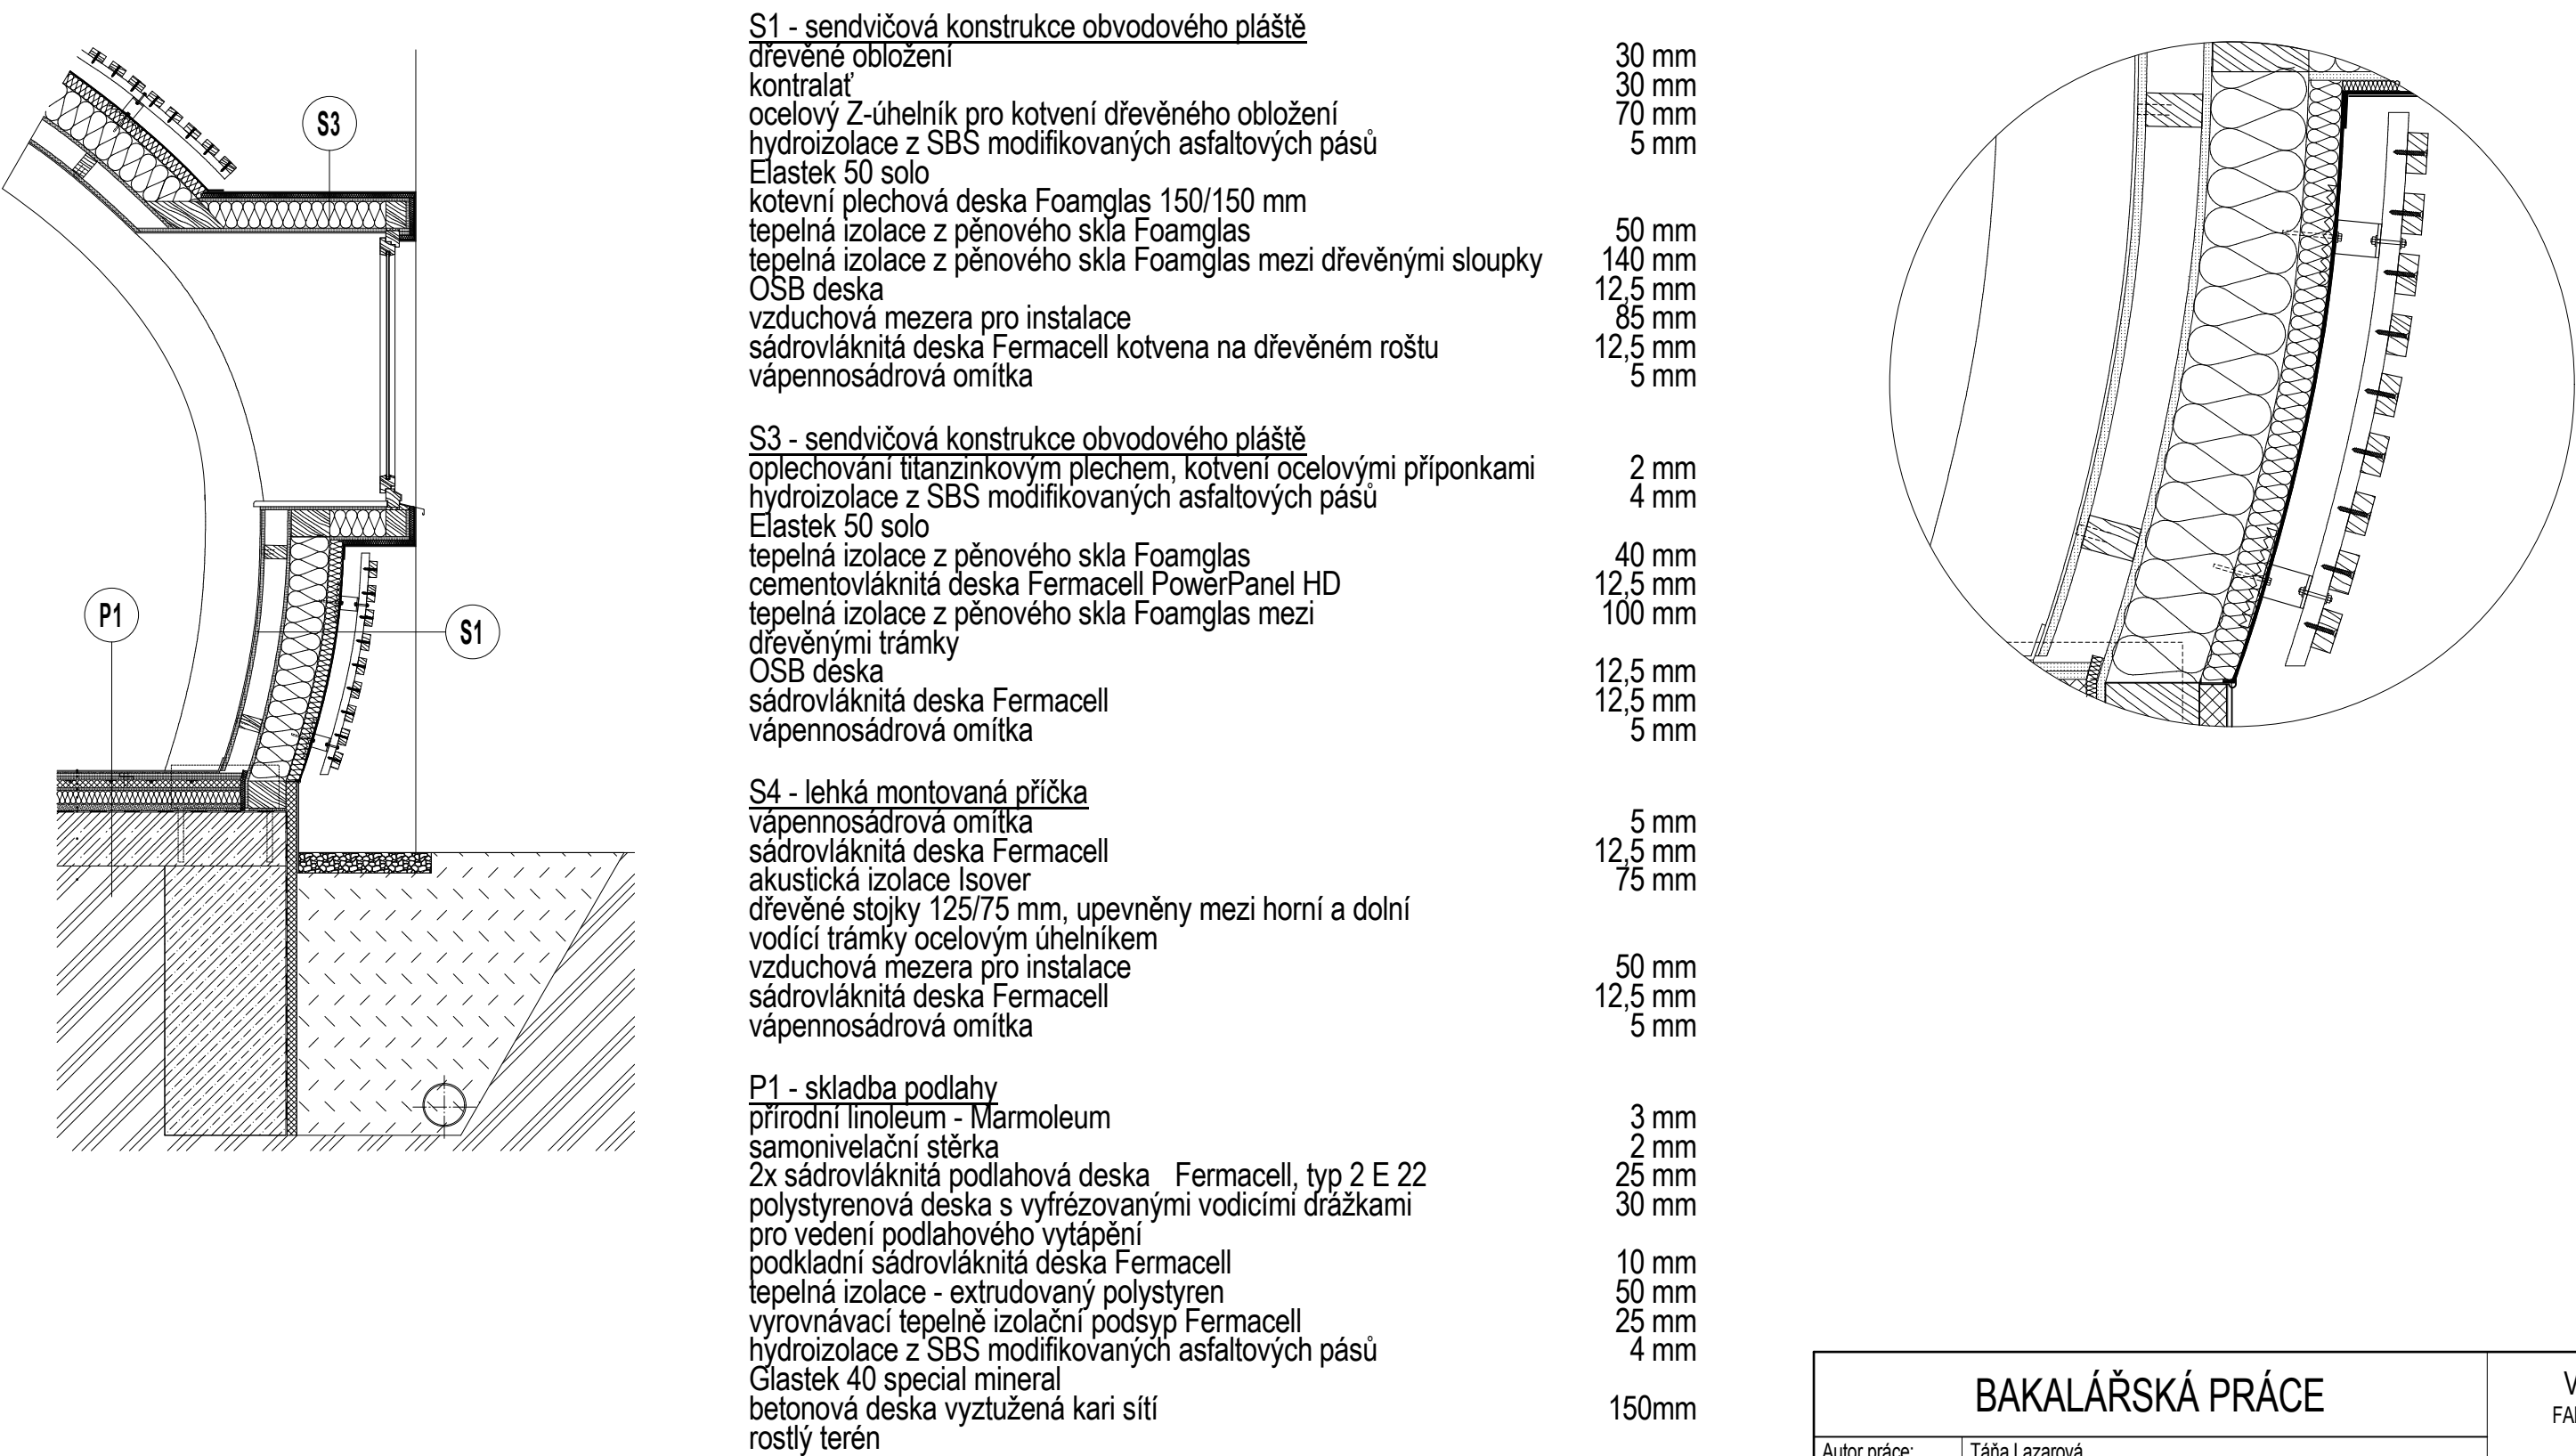 S1 - sendvičová konstrukce obvodového pláště
dřevěné obložení 30 mm
kontralať 30 mm
ocelový Z-úhelník pro kotvení dřevěného obložení 70 mm
hydroizolace z SBS modifikovaných asfaltových pásů 5 mm
Elastek 50 solo
kotevní plechová deska Foamglas 150/150 mm
tepelná izolace z pěnového skla Foamglas 50 mm
tepelná izolace z pěnového skla Foamglas mezi dřevěnými sloupky 140 mm
OSB deska 12,5 mm
vzduchová mezera pro instalace 85 mm
sádrovláknitá deska Fermacell kotvena na dřevěném roštu 12,5 mm
vápennosádrová omítka 5 mm
S3 - sendvičová konstrukce obvodového pláště
oplechování titanzinkovým plechem, kotvení ocelovými příponkami 2 mm
hydroizolace z SBS modifikovaných asfaltových pásů 4 mm
Elastek 50 solo
tepelná izolace z pěnového skla Foamglas 40 mm
cementovláknitá deska Fermacell PowerPanel HD 12,5 mm
tepelná izolace z pěnového skla Foamglas mezi 100 mm
dřevěnými trámky
OSB deska 12,5 mm
sádrovláknitá deska Fermacell 12,5 mm
vápennosádrová omítka 5 mm
S4 - lehká montovaná příčka
vápennosádrová omítka 5 mm
sádrovláknitá deska Fermacell 12,5 mm
akustická izolace Isover 75 mm
dřevěné stojky 125/75 mm, upevněny mezi horní a dolní
vodící trámky ocelovým úhelníkem
vzduchová mezera pro instalace 50 mm
sádrovláknitá deska Fermacell 12,5 mm
vápennosádrová omítka 5 mm
P1 - skladba podlahy
přírodní linoleum - Marmoleum 3 mm
samonivelační stěrka 2 mm
2x sádrovláknitá podlahová deska Fermacell, typ 2 E 22 25 mm
polystyrenová deska s vyfrézovanými vodicími drážkami 30 mm
pro vedení podlahového vytápění
podkladní sádrovláknitá deska Fermacell 10 mm
tepelná izolace - extrudovaný polystyren 50 mm
vyrovnávací tepelně izolační podsyp Fermacell 25 mm
hydroizolace z SBS modifikovaných asfaltových pásů 4 mm
Glastek 40 special mineral
betonová deska vyztužená kari sítí 150mm
rostlý terén
S3
P1
S1
BAKALÁŘSKÁ PRÁCE
Autor práce: Táňa Lazarová